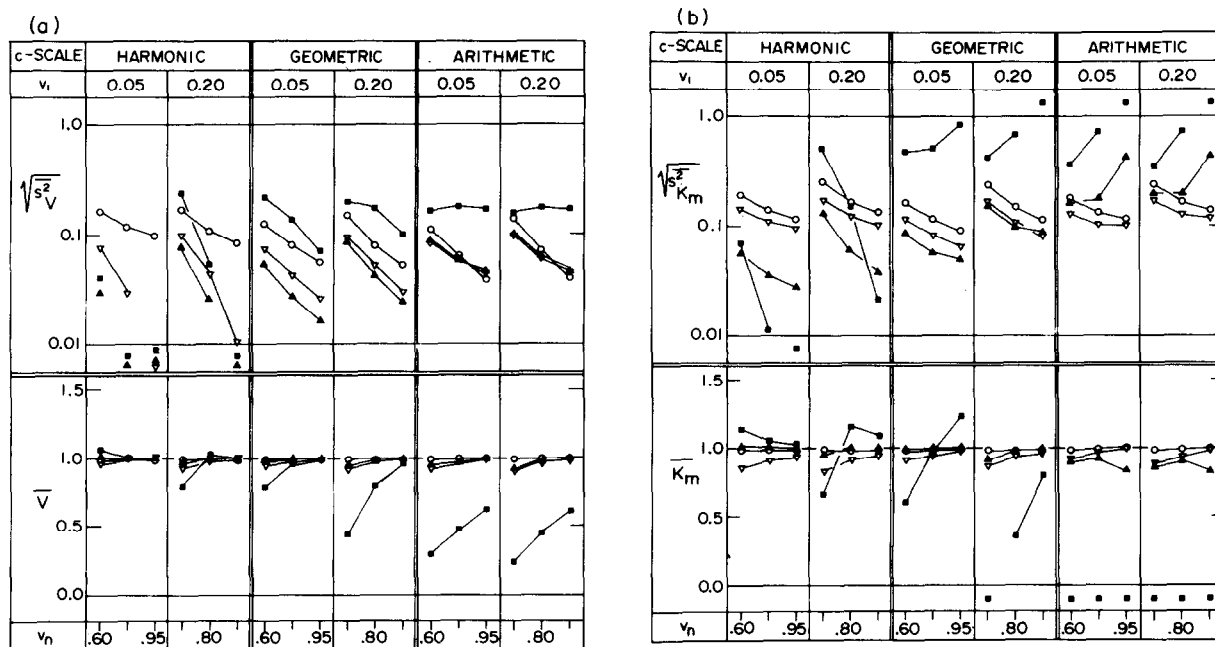 (a)
c-SCALE HARMONIC GEOMETRIC ARITHMETIC
v₁ 0.05 0.20 0.05 0.20 0.05 0.20
1.0
√s²V
0.1
0.01
1.5
1.0
V
0.5
0.0
vn .60 .95 .80 .60 .95 .80 .60 .95 .80
(b)
c-SCALE HARMONIC GEOMETRIC ARITHMETIC
v₁ 0.05 0.20 0.05 0.20 0.05 0.20
1.0
√s²Km
0.1
0.01
1.5
1.0
Km
0.5
0.0
vn .60 .95 .80 .60 .95 .80 .60 .95 .80